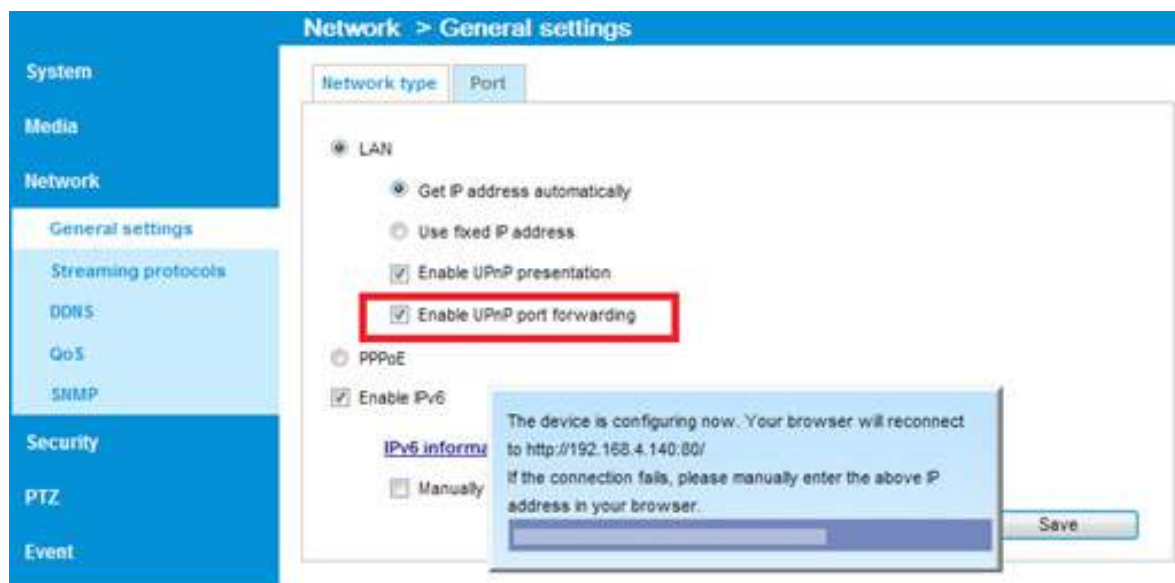 Network > General settings
System
Media
Network
General settings
Streaming protocols
DDNS
QoS
SNMP
Security
PTZ
Event
Network type
Port
LAN
Get IP address automatically
Use fixed IP address
Enable UPnP presentation
Enable UPnP port forwarding
PPPoE
Enable IPv6
IPv6 informa
Manually
The device is configuring now. Your browser will reconnect
to http://192.168.4.140:80/
If the connection fails, please manually enter the above IP
address in your browser.
Save